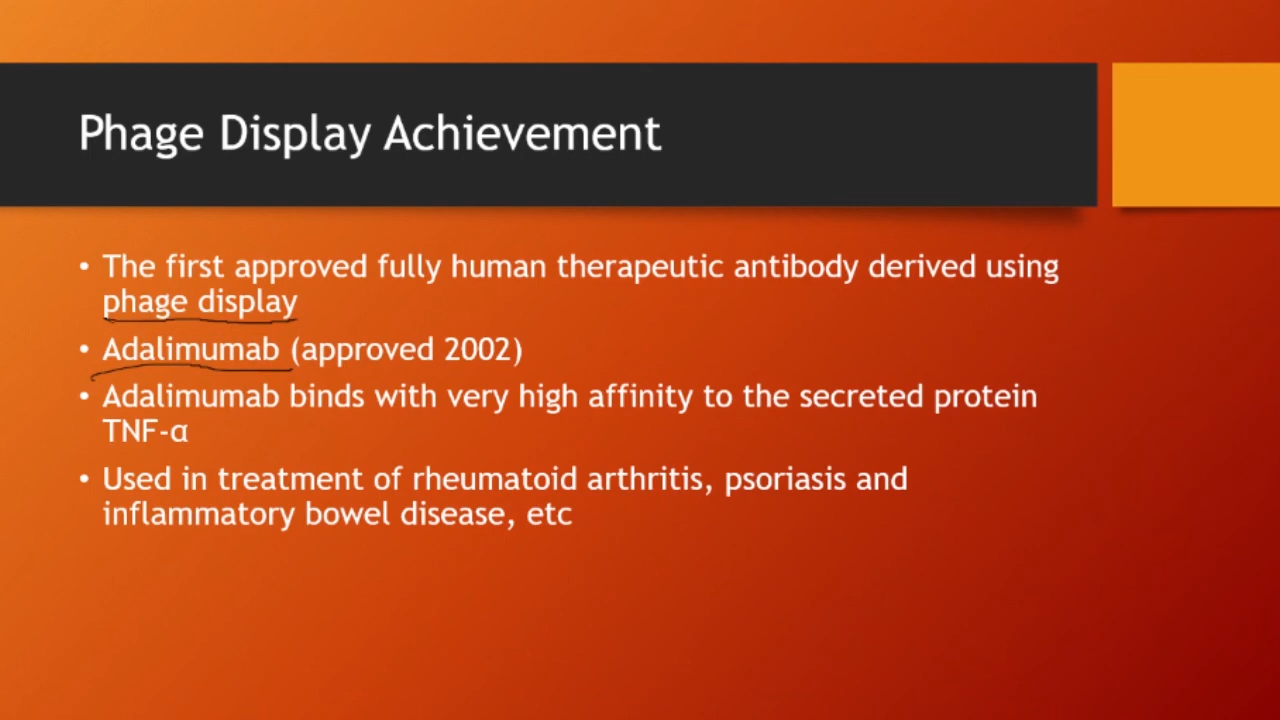 Phage Display Achievement
• The first approved fully human therapeutic antibody derived using
phage display
• Adalimumab (approved 2002)
• Adalimumab binds with very high affinity to the secreted protein
TNF-α
• Used in treatment of rheumatoid arthritis, psoriasis and
inflammatory bowel disease, etc